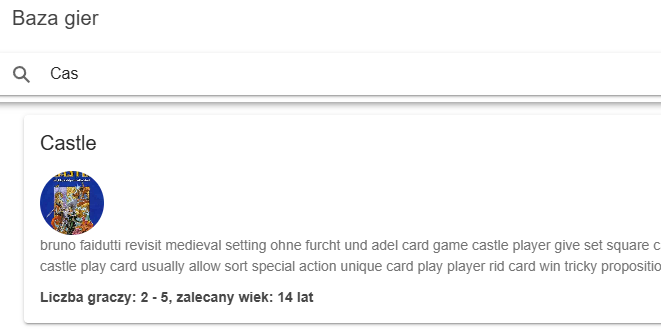 Baza gier
Cas
Castle
bruno faidutti revisit medieval setting ohne furcht und adel card game castle player give set square c
castle play card usually allow sort special action unique card play player rid card win tricky propositio
Liczba graczy: 2 - 5, zalecany wiek: 14 lat